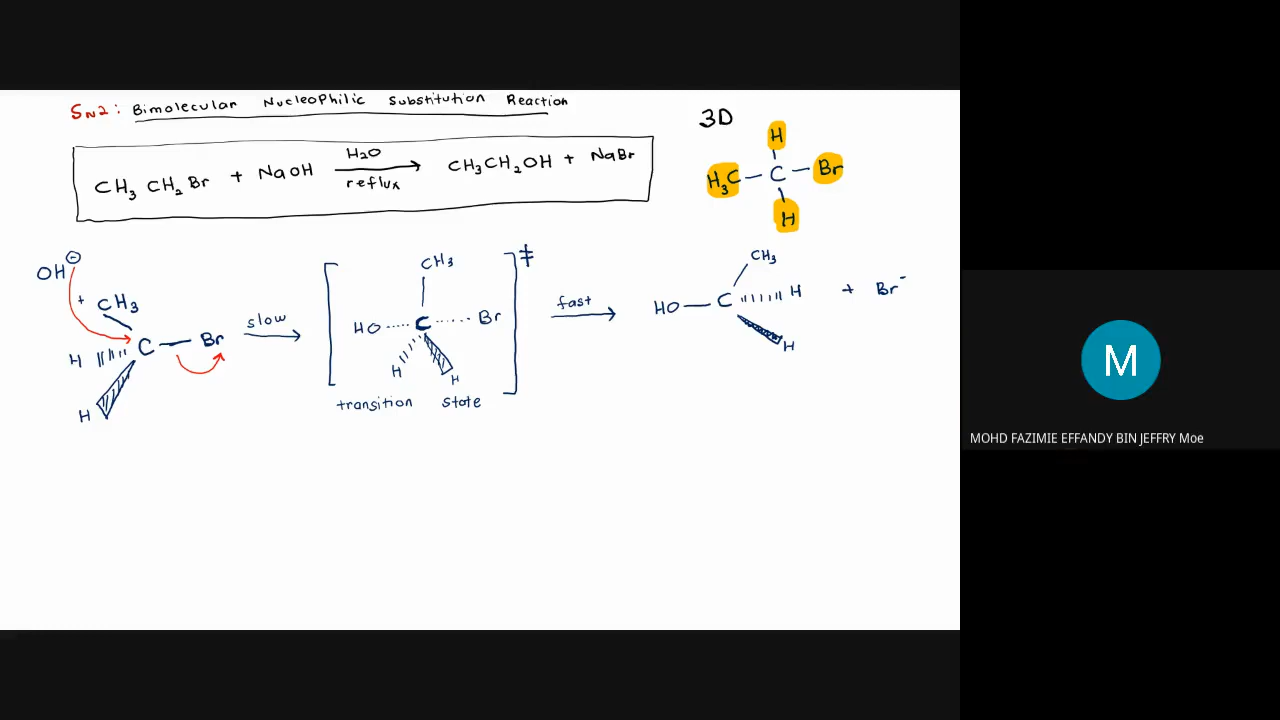 SN2: Bimolecular Nucleophilic Substitution Reaction
3D
CH3 CH2 Br + NaOH H2O reflux CH3CH2OH + NaBr
H
H3C – C – Br
H
OH⊖
+ CH3
H C – Br
H
slow
CH3
HO C Br
H H
‡
transition state
fast
CH3
HO – C H + Br⁻
H
M
MOHD FAZIMIE EFFANDY BIN JEFFRY Moe